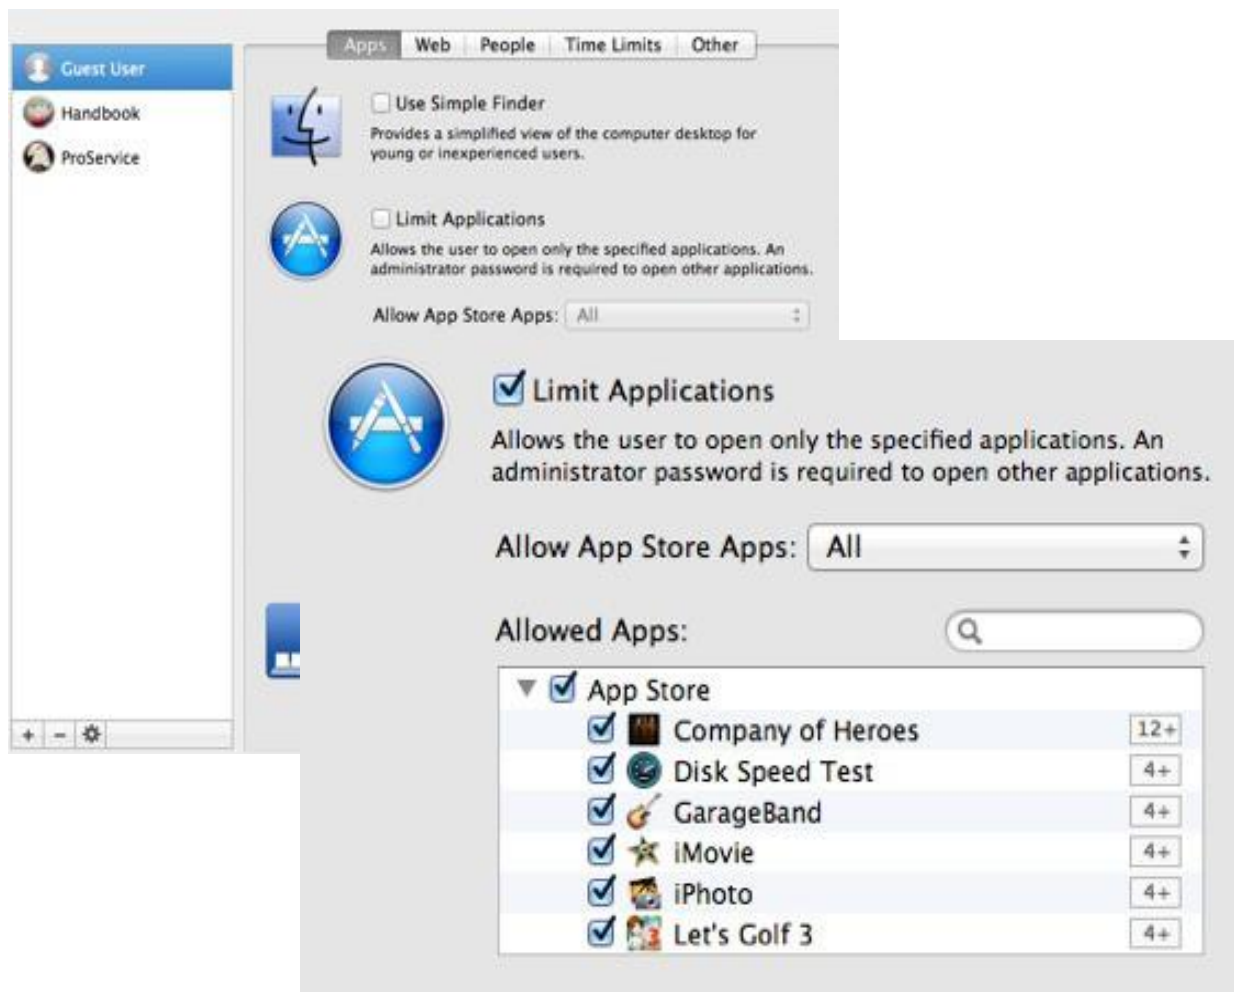 Apps Web People Time Limits Other
Guest User
Handbook
ProService
Use Simple Finder
Provides a simplified view of the computer desktop for
young or inexperienced users.
Limit Applications
Allows the user to open only the specified applications. An
administrator password is required to open other applications.
Allow App Store Apps: All
Limit Applications
Allows the user to open only the specified applications. An
administrator password is required to open other applications.
Allow App Store Apps: All
Allowed Apps:
App Store
Company of Heroes 12+
Disk Speed Test 4+
GarageBand 4+
iMovie 4+
iPhoto 4+
Let's Golf 3 4+